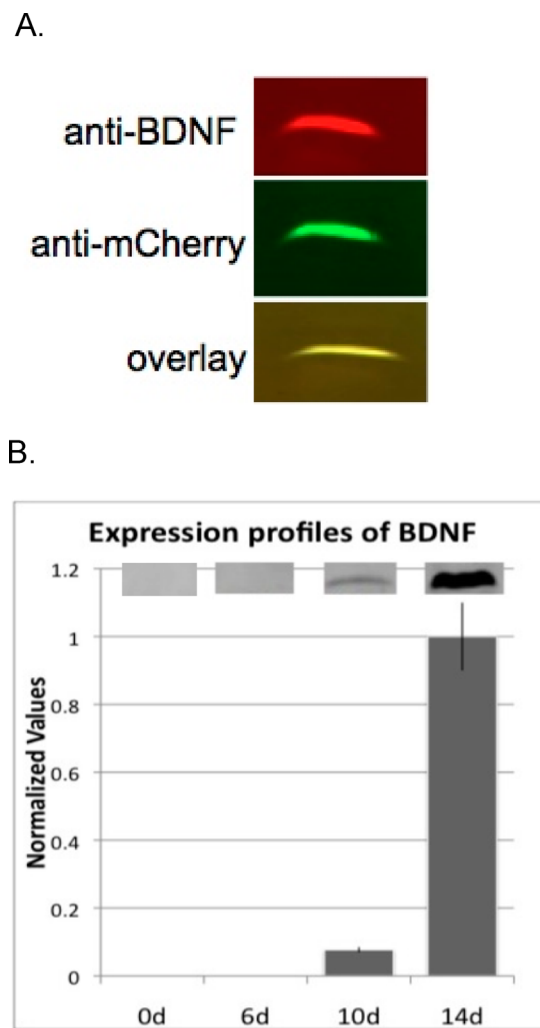 A.
anti-BDNF
anti-mCherry
overlay
B.
Expression profiles of BDNF
1.2
1
0.8
0.6
0.4
0.2
0
Normalized Values
0d 6d 10d 14d